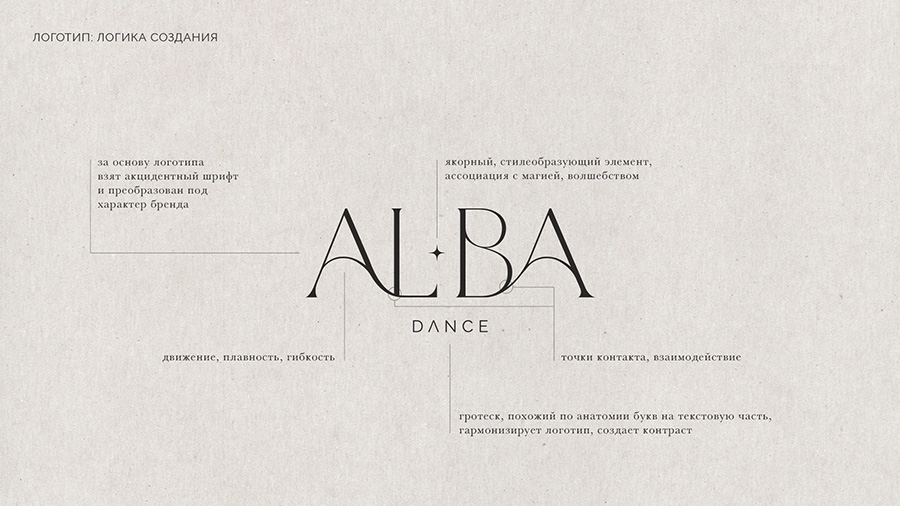 ЛОГОТИП: ЛОГИКА СОЗДАНИЯ
за основу логотипа
взят акцидентный шрифт
и преобразован под
характер бренда
якорный, стилеобразующий элемент,
ассоциация с магией, волшебством
ALBA
DANCE
движение, плавность, гибкость
точки контакта, взаимодействие
гротеск, похожий по анатомии букв на текстовую часть,
гармонизирует логотип, создает контраст